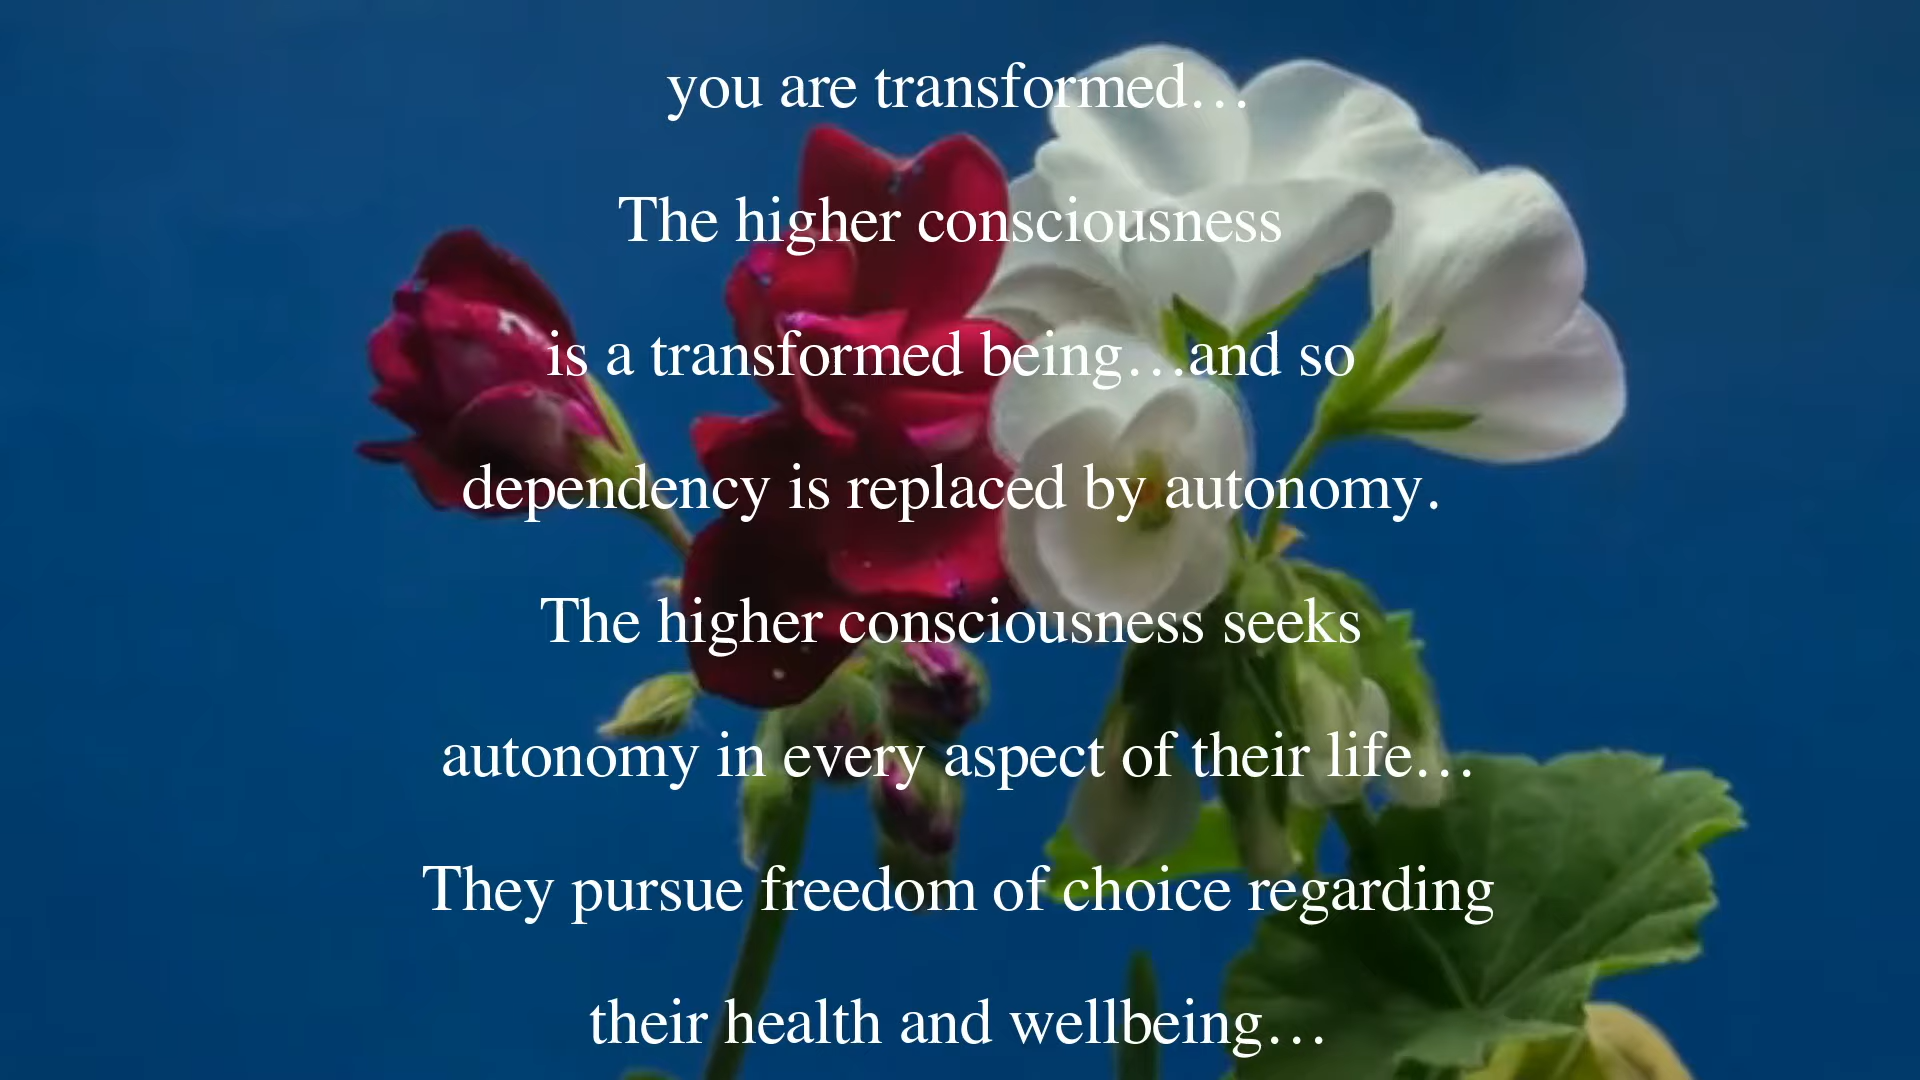 you are transformed…
The higher consciousness
is a transformed being…and so
dependency is replaced by autonomy.
The higher consciousness seeks
autonomy in every aspect of their life…
They pursue freedom of choice regarding
their health and wellbeing…